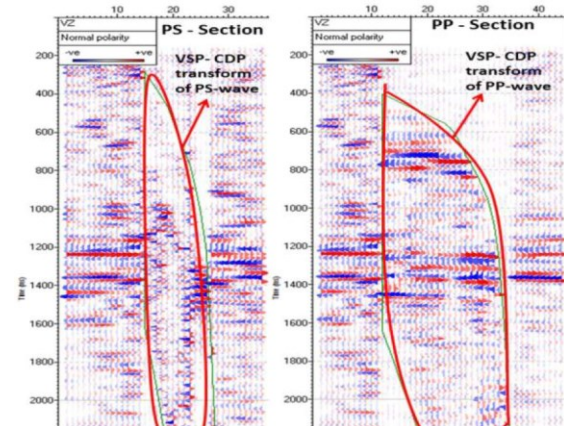 10 20 30
VZ
PS - Section
Normal polarity
-ve +ve
VSP- CDP
transform
of PS-wave
200
400
600
800
1000
1200
1400
1600
1800
2000
10 20 30 40
VZ
PP - Section
Normal polarity
-ve +ve
VSP- CDP
transform
of PP-wave
200
400
600
800
1000
1200
1400
1600
1800
2000